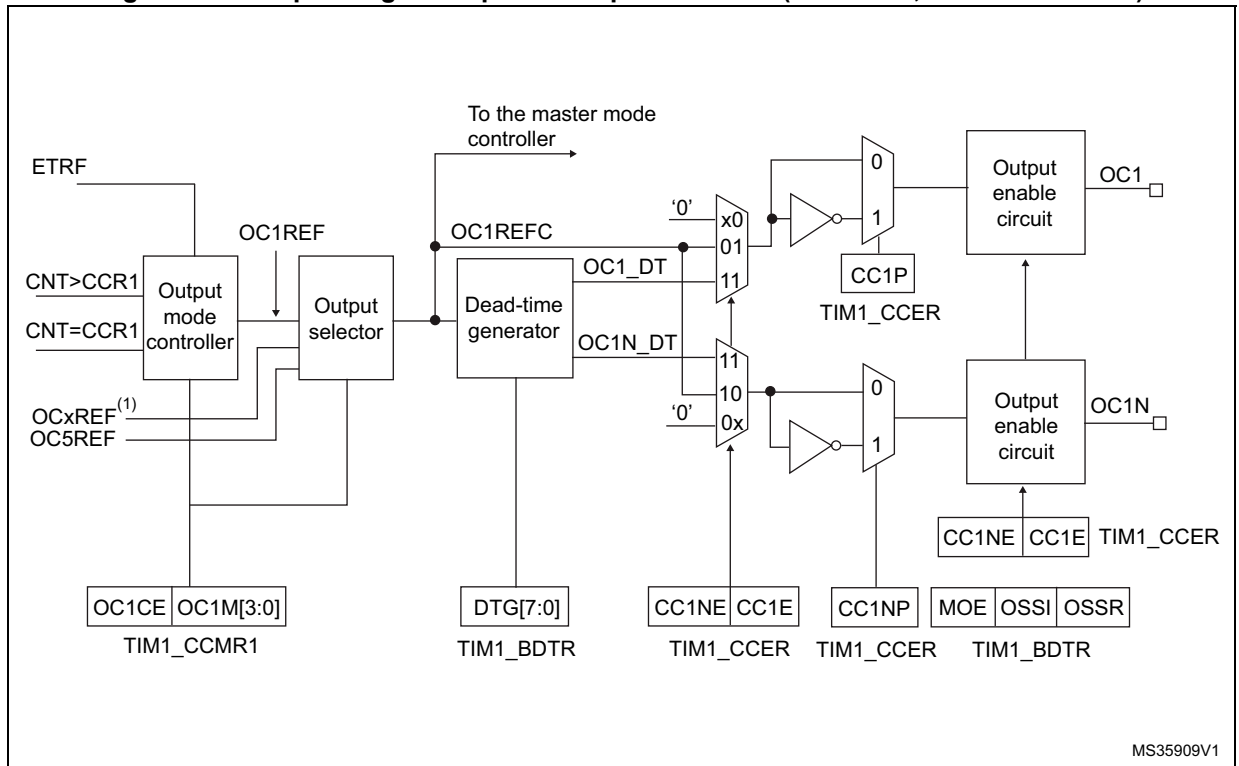 To the master mode
controller
ETRF
OC1REF
CNT>CCR1
CNT=CCR1
Output
mode
controller
Output
selector
OCxREF(1)
OC5REF
OC1REFC
Dead-time
generator
OC1_DT
OC1N_DT
‘0’
x0
01
11
11
10
0x
‘0’
0
1
CC1P
TIM1_CCER
Output
enable
circuit
OC1
0
1
Output
enable
circuit
OC1N
CC1NE CC1E TIM1_CCER
OC1CE OC1M[3:0]
TIM1_CCMR1
DTG[7:0]
TIM1_BDTR
CC1NE CC1E
TIM1_CCER
CC1NP
TIM1_CCER
MOE OSSI OSSR
TIM1_BDTR
MS35909V1